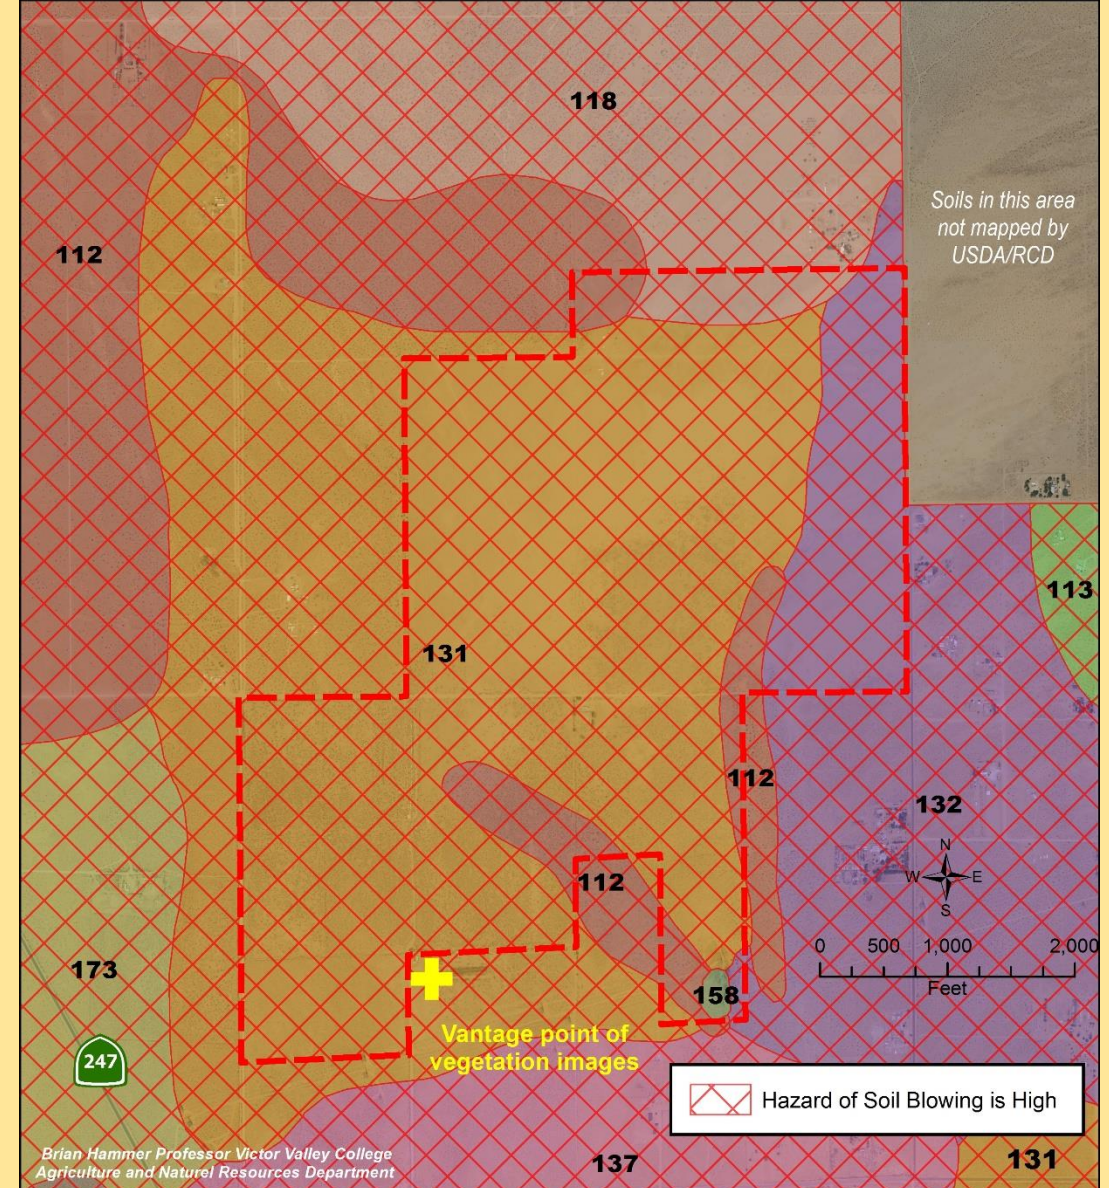 118
Soils in this area
not mapped by
USDA/RCD
112
113
131
112
132
N
W E
S
112
0 500 1,000 2,000
Feet
173
158
Vantage point of
vegetation images
247
Hazard of Soil Blowing is High
Brian Hammer Professor Victor Valley College
Agriculture and Naturel Resources Department
137
131